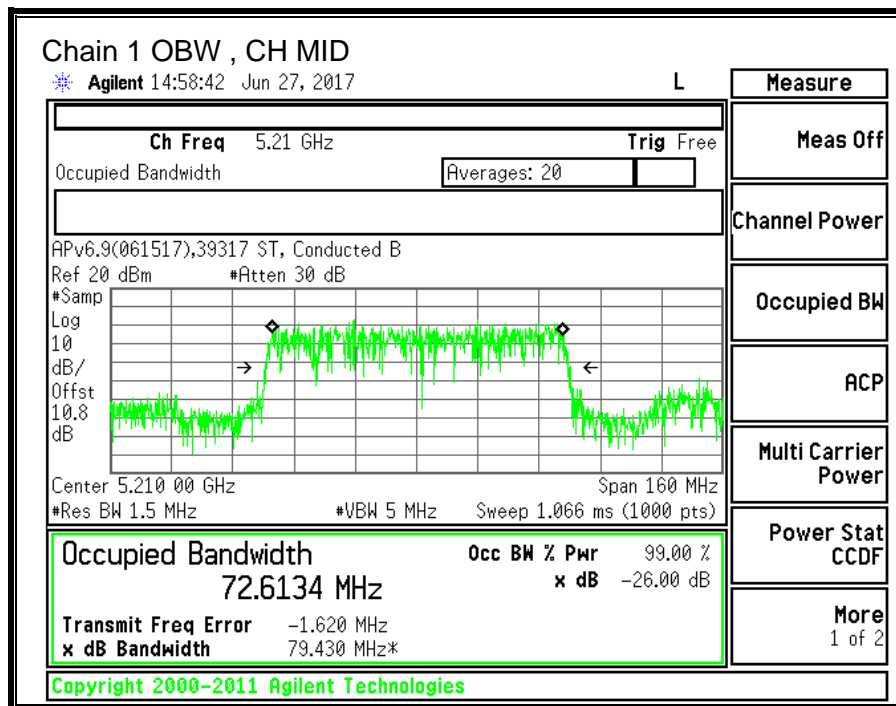 Chain 1 OBW , CH MID
Agilent 14:58:42 Jun 27, 2017 L
Measure
Ch Freq 5.21 GHz Trig Free
Meas Off
Occupied Bandwidth Averages: 20
Channel Power
APv6.9(061517),39317 ST, Conducted B
Ref 20 dBm #Atten 30 dB
#Samp
Log
10
dB/
Offst
10.8
dB
Occupied BW
ACP
Center 5.210 00 GHz Span 160 MHz
#Res BW 1.5 MHz #VBW 5 MHz Sweep 1.066 ms (1000 pts)
Multi Carrier
Power
Occupied Bandwidth
72.6134 MHz
Occ BW % Pwr 99.00 %
x dB -26.00 dB
Transmit Freq Error -1.620 MHz
x dB Bandwidth 79.430 MHz*
Power Stat
CCDF
More
1 of 2
Copyright 2000-2011 Agilent Technologies